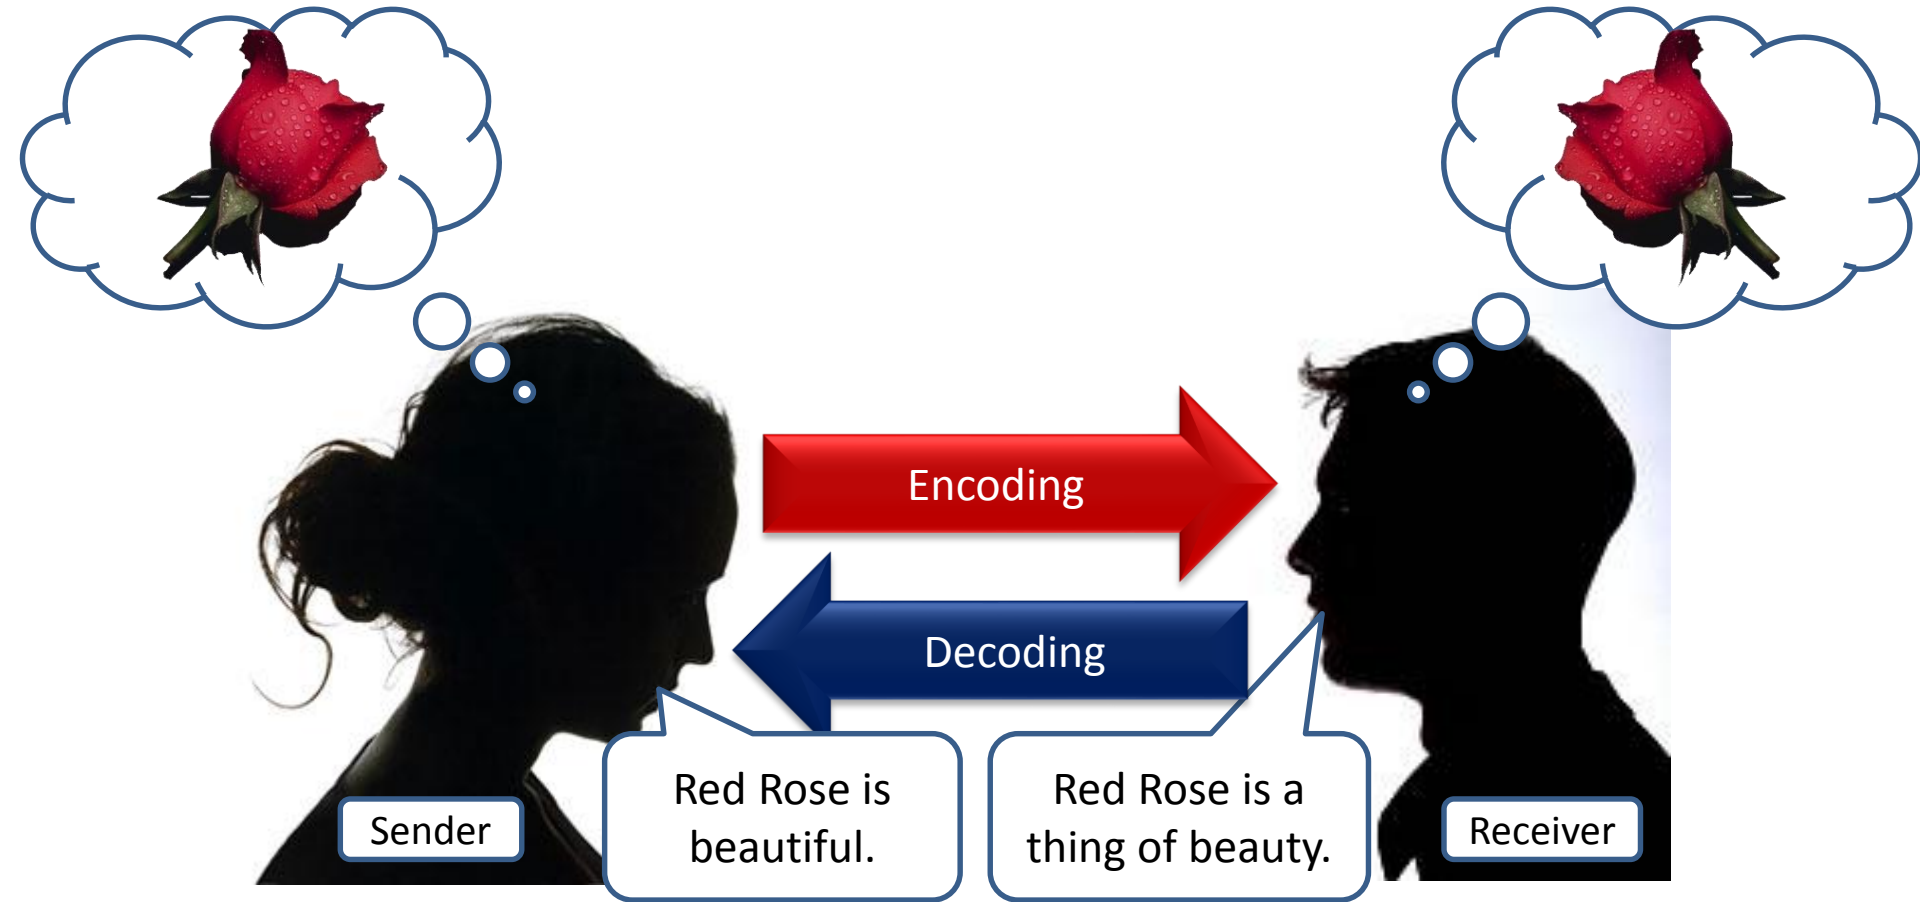 Encoding
Decoding
Red Rose is
beautiful.
Red Rose is a
thing of beauty.
Sender
Receiver